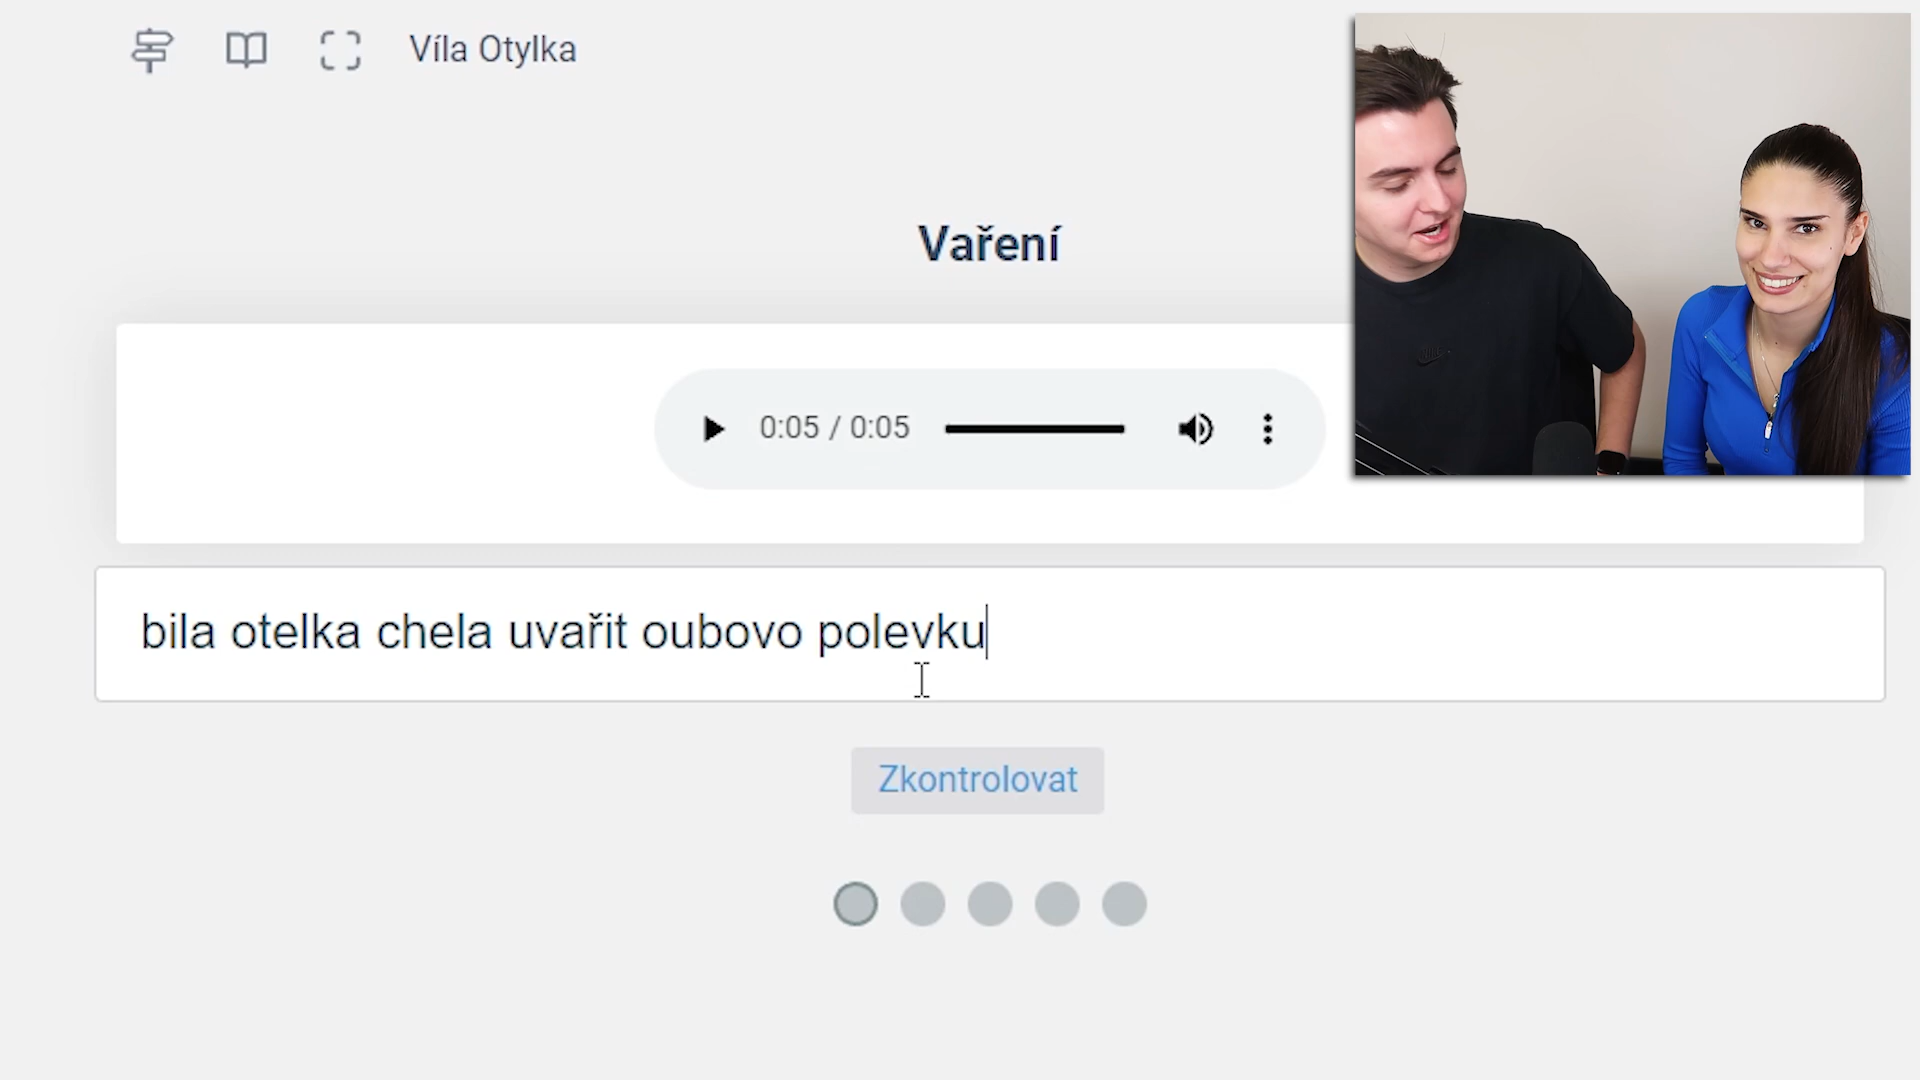 Víla Otylka
Vaření
0:05 / 0:05
bila otelka chela uvařit oubovo polevku
Zkontrolovat